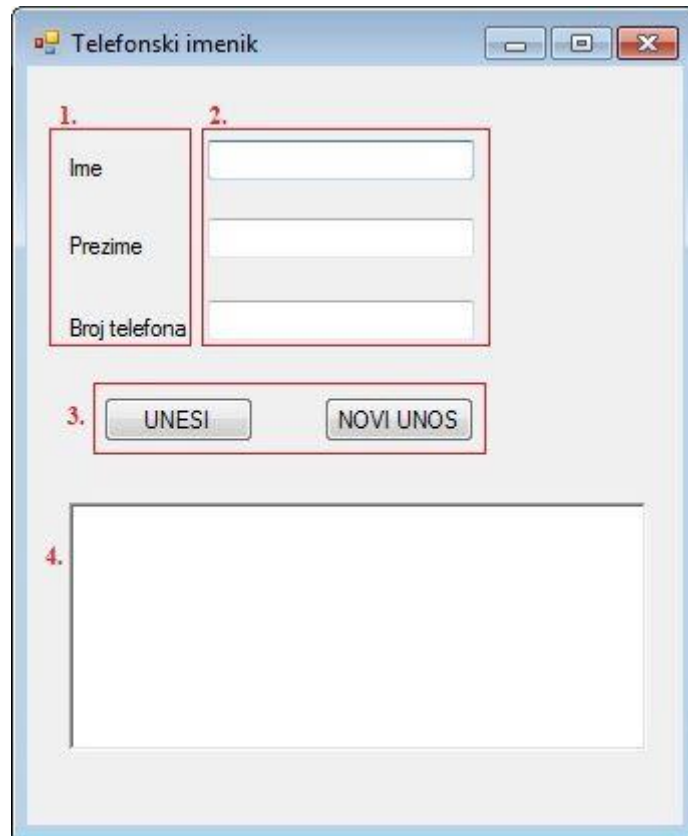 Telefonski imenik
1. 2.
Ime
Prezime
Broj telefona
3. UNESI NOVI UNOS
4.